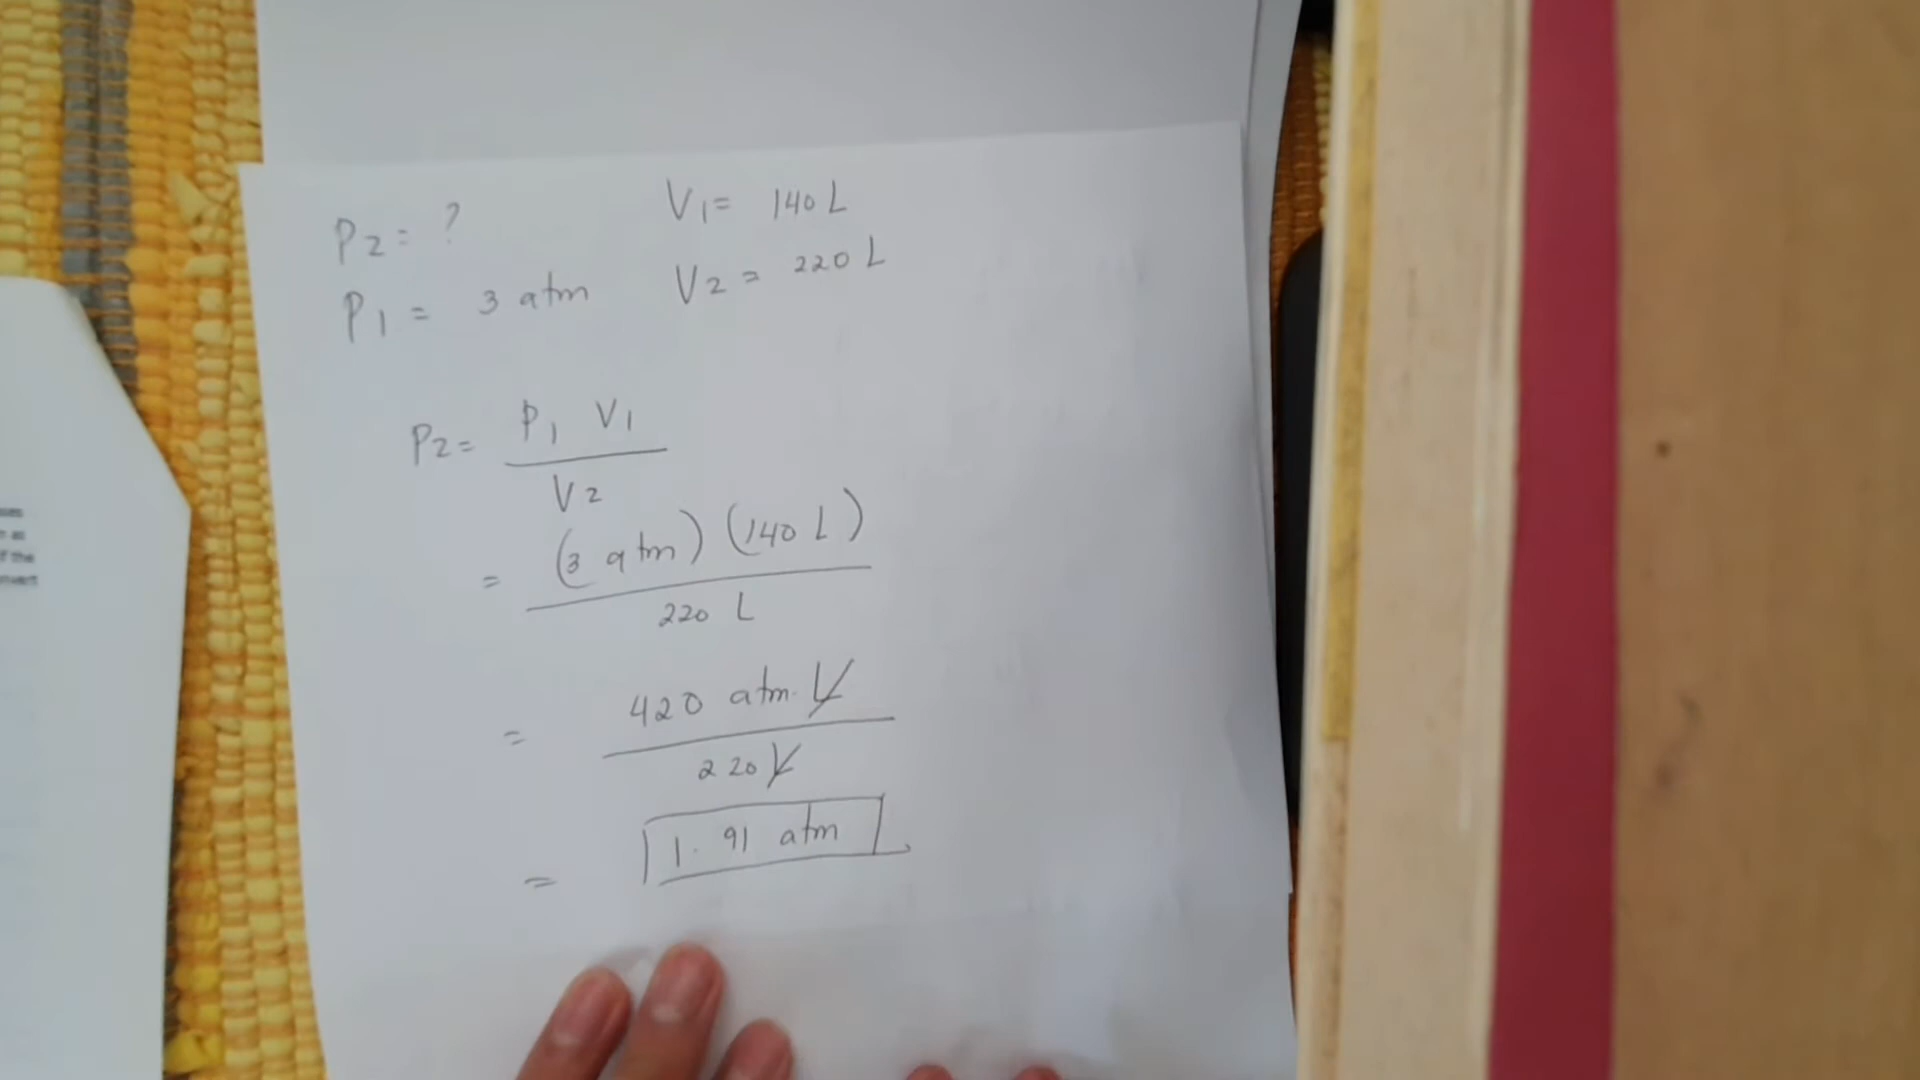 P2 = ?
V1 = 140 L
P1 = 3 atm
V2 = 220 L
P2 = P1 V1
V2
= (3 atm) (140 L)
220 L
= 420 atm. L
220 L
= 1.91 atm